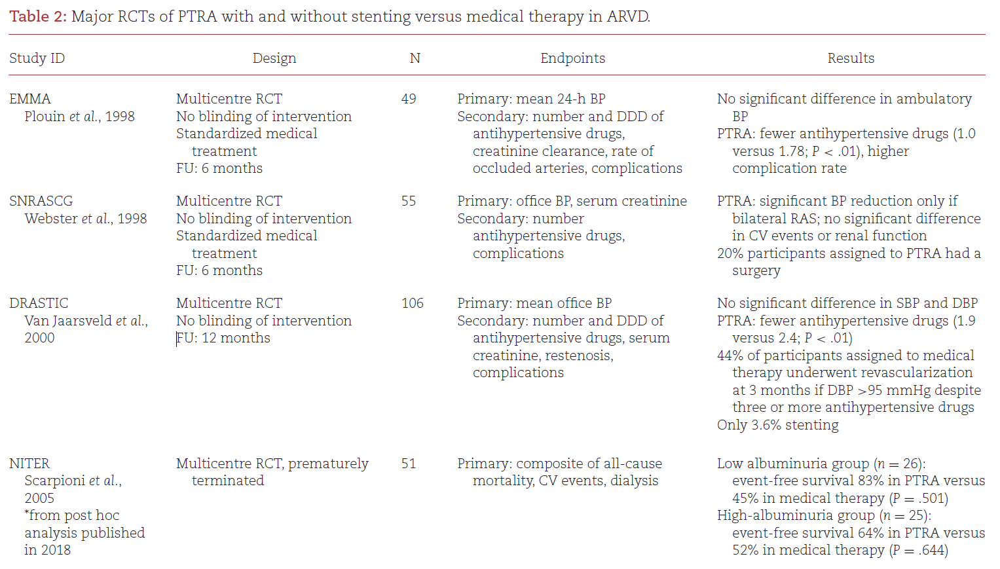 Table 2: Major RCTs of PTRA with and without stenting versus medical therapy in ARVD.
Study ID Design N Endpoints Results
EMMA Multicentre RCT 49 Primary: mean 24-h BP No significant difference in ambulatory
Plouin et al., 1998 No blinding of intervention Secondary: number and DDD of BP
Standardized medical antihypertensive drugs, PTRA: fewer antihypertensive drugs (1.0
treatment creatinine clearance, rate of versus 1.78; P < .01), higher
FU: 6 months occluded arteries, complications complication rate
SNRASCG Multicentre RCT 55 Primary: office BP, serum creatinine PTRA: significant BP reduction only if
Webster et al., 1998 No blinding of intervention Secondary: number bilateral RAS; no significant difference
Standardized medical antihypertensive drugs, in CV events or renal function
treatment complications 20% participants assigned to PTRA had a
FU: 6 months surgery
DRASTIC Multicentre RCT 106 Primary: mean office BP No significant difference in SBP and DBP
Van Jaarsveld et al., No blinding of intervention Secondary: number and DDD of PTRA: fewer antihypertensive drugs (1.9
2000 FU: 12 months antihypertensive drugs, serum versus 2.4; P < .01)
creatinine, restenosis, 44% of participants assigned to medical
complications therapy underwent revascularization
at 3 months if DBP >95 mmHg despite
three or more antihypertensive drugs
Only 3.6% stenting
NITER Multicentre RCT, prematurely 51 Primary: composite of all-cause Low albuminuria group (n = 26):
Scarpioni et al., terminated mortality, CV events, dialysis event-free survival 83% in PTRA versus
2005 45% in medical therapy (P = .501)
*from post hoc High-albuminuria group (n = 25):
analysis published event-free survival 64% in PTRA versus
in 2018 52% in medical therapy (P = .644)